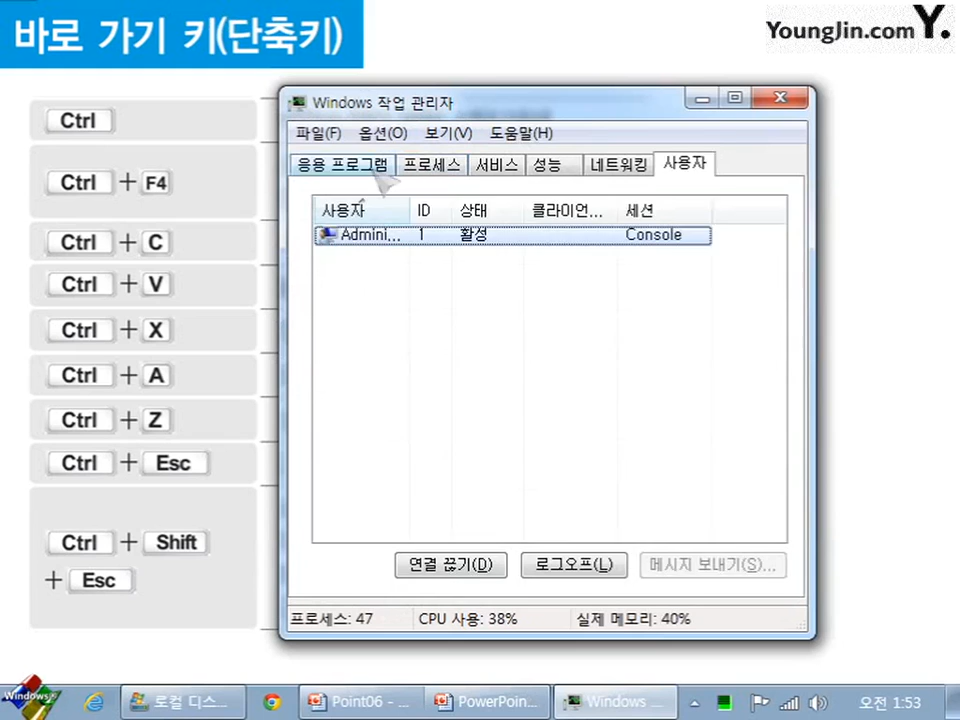 바로 가기 키(단축키)
YoungJin.com Y.
Ctrl
Ctrl + F4
Ctrl + C
Ctrl + V
Ctrl + X
Ctrl + A
Ctrl + Z
Ctrl + Esc
Ctrl + Shift
+ Esc
Windows 작업 관리자
파일(F) 옵션(O) 보기(V) 도움말(H)
응용 프로그램 프로세스 서비스 성능 네트워킹 사용자
사용자 ID 상태 클라이언... 세션
Admini... 1 활성 Console
연결 끊기(D) 로그오프(L) 메시지 보내기(S)...
프로세스: 47 CPU 사용: 38% 실제 메모리: 40%
Windows 로컬 디스... Point06 - ... PowerPoin... Windows ... 오전 1:53